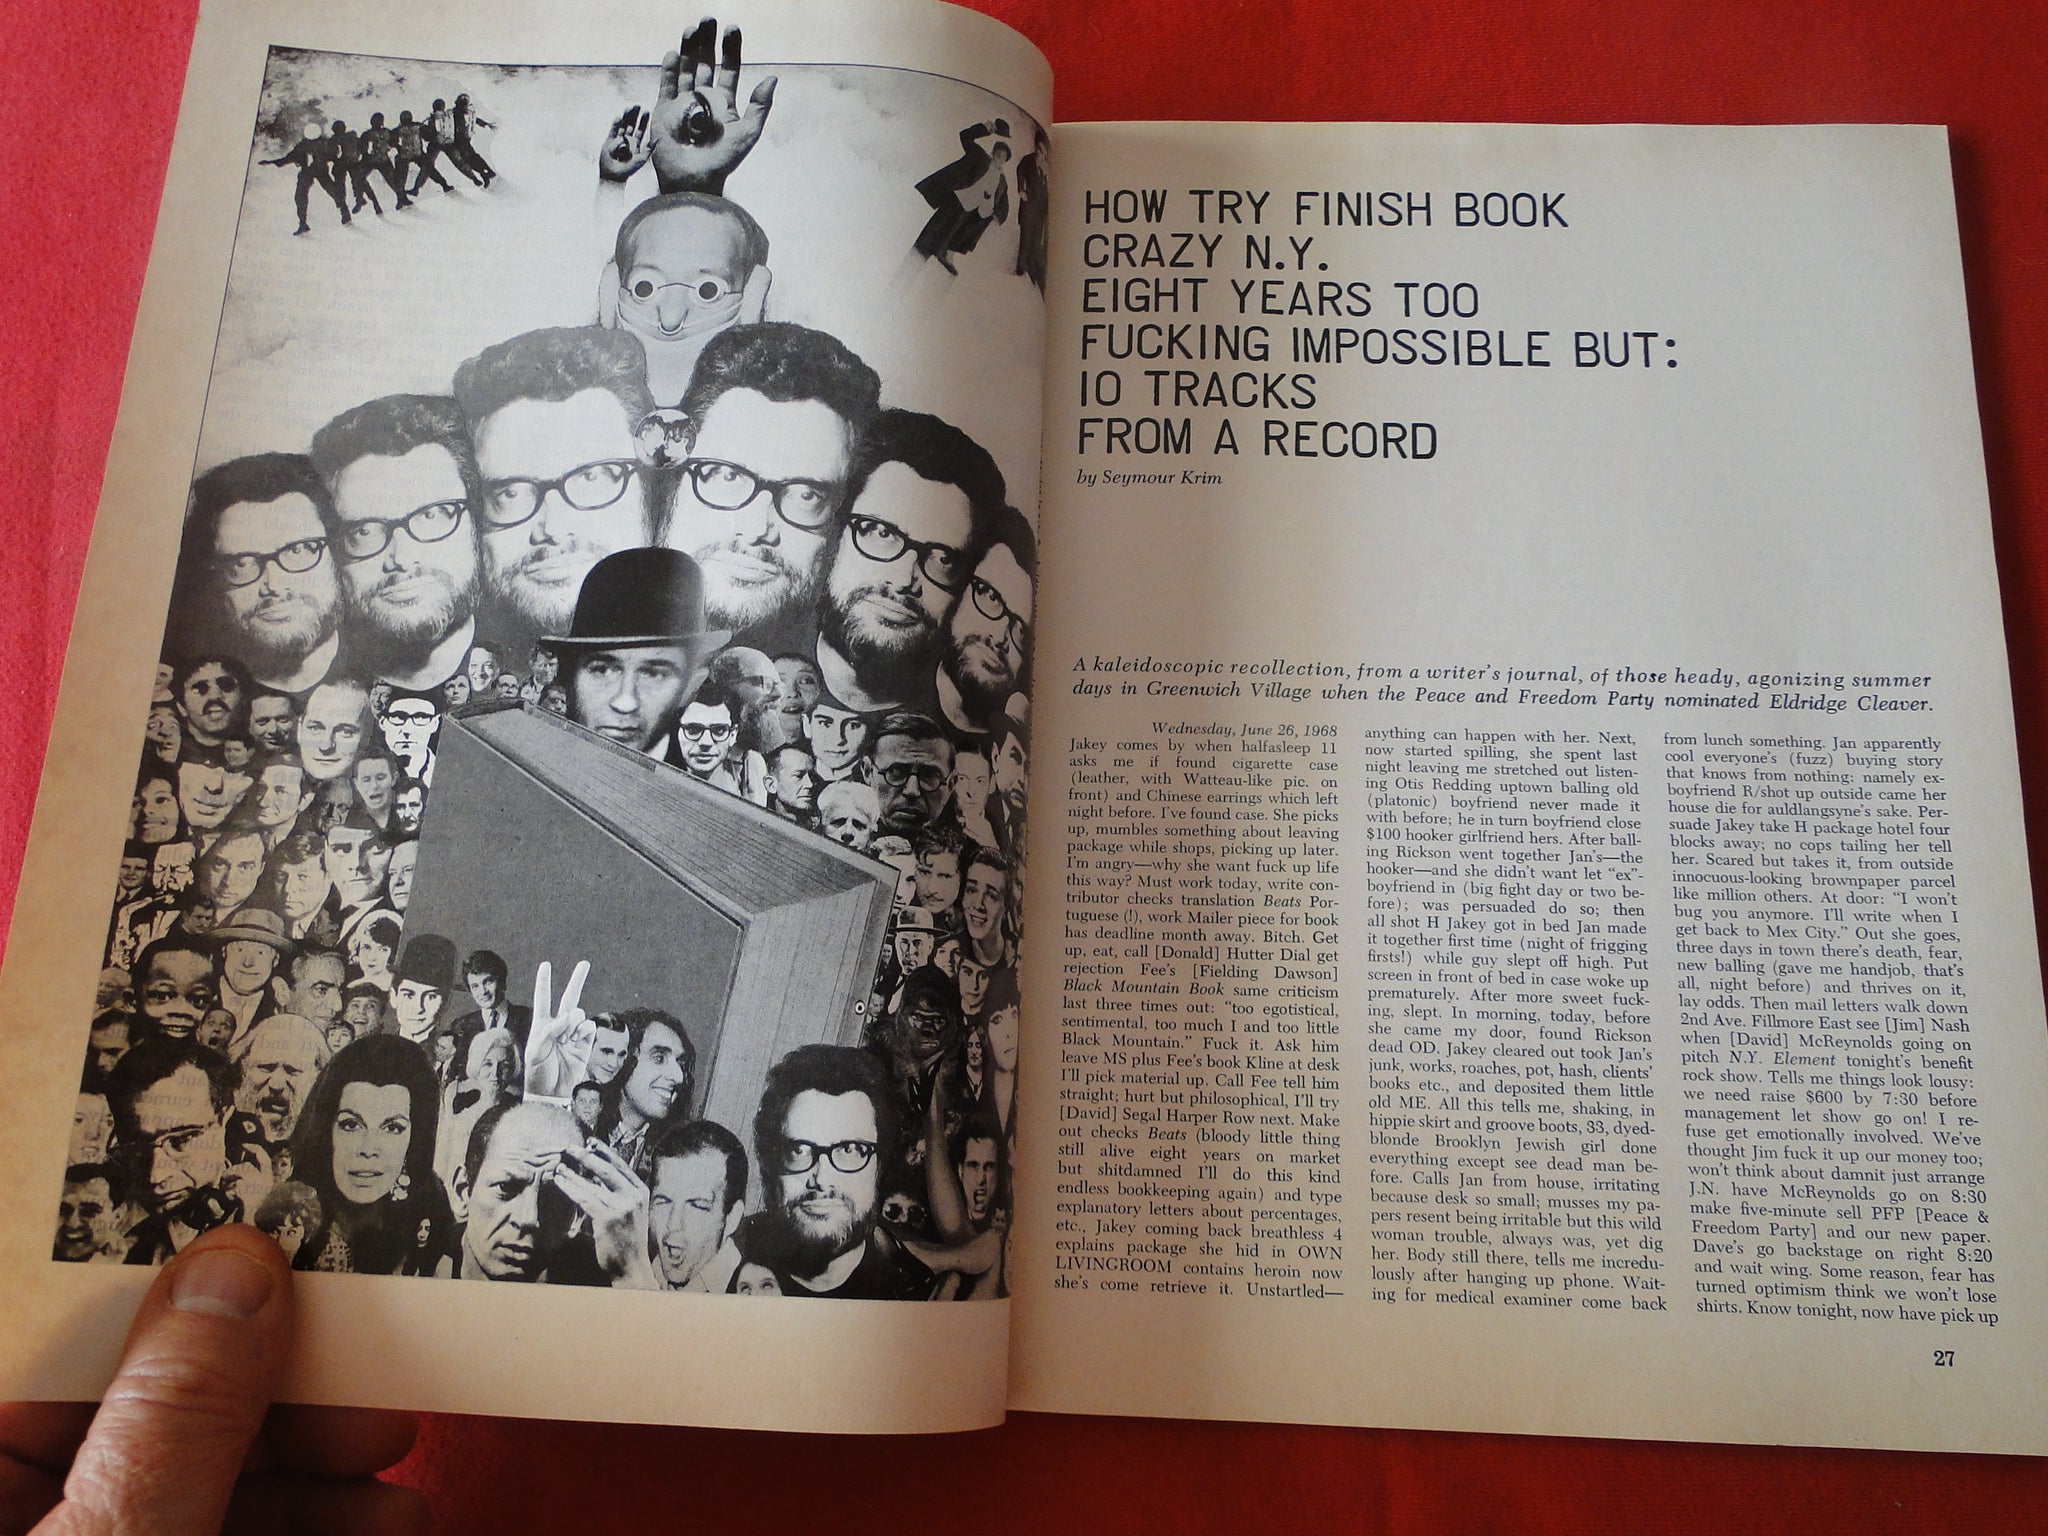 HOW TRY FINISH BOOK
CRAZY N.Y.
EIGHT YEARS TOO
FUCKING IMPOSSIBLE BUT:
10 TRACKS
FROM A RECORD
by Seymour Krim
A kaleidoscopic recollection, from a writer's journal, of those heady, agonizing summer
days in Greenwich Village when the Peace and Freedom Party nominated Eldridge Cleaver.
Wednesday, June 26, 1968
Jakey comes by when halfasleep 11
asks me if found cigarette case
(leather, with Watteau-like pic. on
front) and Chinese earrings which left
night before. I've found case. She picks
up, mumbles something about leaving
package while shops, picking up later.
I'm angry—why she want fuck up life
this way? Must work today, write con-
tributor checks translation Beats Por-
tuguese (!), work Mailer piece for book
has deadline month away. Bitch. Get
up, eat, call [Donald] Hutter Dial get
rejection Fee's [Fielding Dawson]
Black Mountain Book same criticism
last three times out: "too egotistical,
sentimental, too much I and too little
Black Mountain." Fuck it. Ask him
leave MS plus Fee's book Kline at desk
I'll pick material up. Call Fee tell him
straight; hurt but philosophical, I'll try
[David] Segal Harper Row next. Make
out checks Beats (bloody little thing
still alive eight years on market
but shitdamned I'll do this kind
endless bookkeeping again) and type
explanatory letters about percentages,
etc., Jakey coming back breathless 4
explains package she hid in OWN
LIVINGROOM contains heroin now
she's come retrieve it. Unstartled—
anything can happen with her. Next,
now started spilling, she spent last
night leaving me stretched out listen-
ing Otis Redding uptown balling old
(platonic) boyfriend never made it
with before; he in turn boyfriend close
$100 hooker girlfriend hers. After ball-
ing Rickson went together Jan's—the
hooker—and she didn't want let "ex"-
boyfriend in (big fight day or two be-
fore); was persuaded do so; then
all shot H Jakey got in bed Jan made
it together first time (night of frigging
firsts!) while guy slept off high. Put
screen in front of bed in case woke up
prematurely. After more sweet fuck-
ing, slept. In morning, today, before
she came my door, found Rickson
dead OD. Jakey cleared out took Jan's
junk, works, roaches, pot, hash, clients'
books etc., and deposited them little
old ME. All this tells me, shaking, in
hippie skirt and groove boots, 33, dyed-
blonde Brooklyn Jewish girl done
everything except see dead man be-
fore. Calls Jan from house, irritating
because desk so small; musses my pa-
pers resent being irritable but this wild
woman trouble, always was, yet dig
her. Body still there, tells me incredu-
lously after hanging up phone. Wait-
ing for medical examiner come back
from lunch something. Jan apparently
cool everyone's (fuzz) buying story
that knows from nothing: namely ex-
boyfriend R/shot up outside came her
house die for auldlangsyne's sake. Per-
suade Jakey take H package hotel four
blocks away; no cops tailing her tell
her. Scared but takes it, from outside
innocuous-looking brownpaper parcel
like million others. At door: "I won't
bug you anymore. I'll write when I
get back to Mex City." Out she goes,
three days in town there's death, fear,
new balling (gave me handjob, that's
all, night before) and thrives on it,
lay odds. Then mail letters walk down
2nd Ave. Fillmore East see [Jim] Nash
when [David] McReynolds going on
pitch N.Y. Element tonight's benefit
rock show. Tells me things look lousy:
we need raise $600 by 7:30 before
management let show go on! I re-
fuse get emotionally involved. We've
thought Jim fuck it up our money too;
won't think about damnit just arrange
J.N. have McReynolds go on 8:30
make five-minute sell PFP [Peace &
Freedom Party] and our new paper.
Dave's go backstage on right 8:20
and wait wing. Some reason, fear has
turned optimism think we won't lose
shirts. Know tonight, now have pick up
27